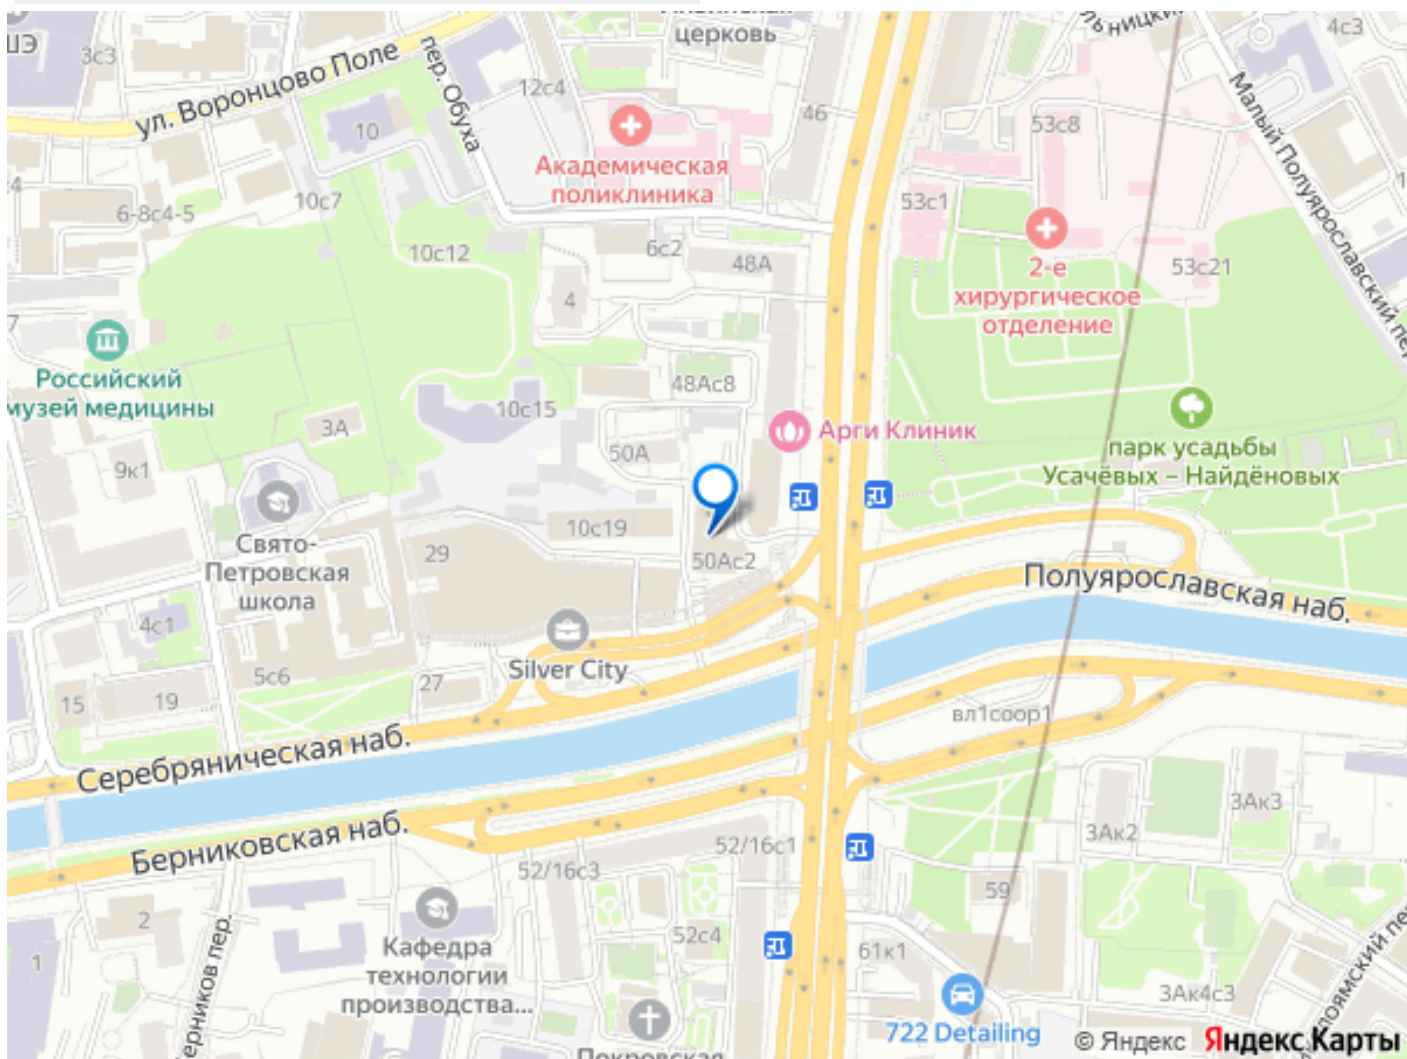 церковь
4с3
3с3
ул. Воронцово Поле
пер. Обуха
12с4
10
46
53с8
Малый Полуярославский пер.
Академическая
поликлиника
6-8с4-5
10с7
53с1
10с12
6с2
48А
2-е
хирургическое
отделение
53с21
4
Российский
музей медицины
48Ас8
10с15
3А
Арги Клиник
парк усадьбы
Усачёвых – Найдёновых
9к1
50А
10с19
Свято-
Петровская
школа
29
50Ас2
Полуярославская наб.
4с1
Silver City
5с6
27
15
19
вл1соор1
Серебряническая наб.
3Ак3
3Ак2
Берниковская наб.
52/16с1
52/16с3
59
2
Кафедра
технологии
производства...
52с4
61к1
1
3Ак4с3
722 Detailing
Покровская
© Яндекс Яндекс Карты